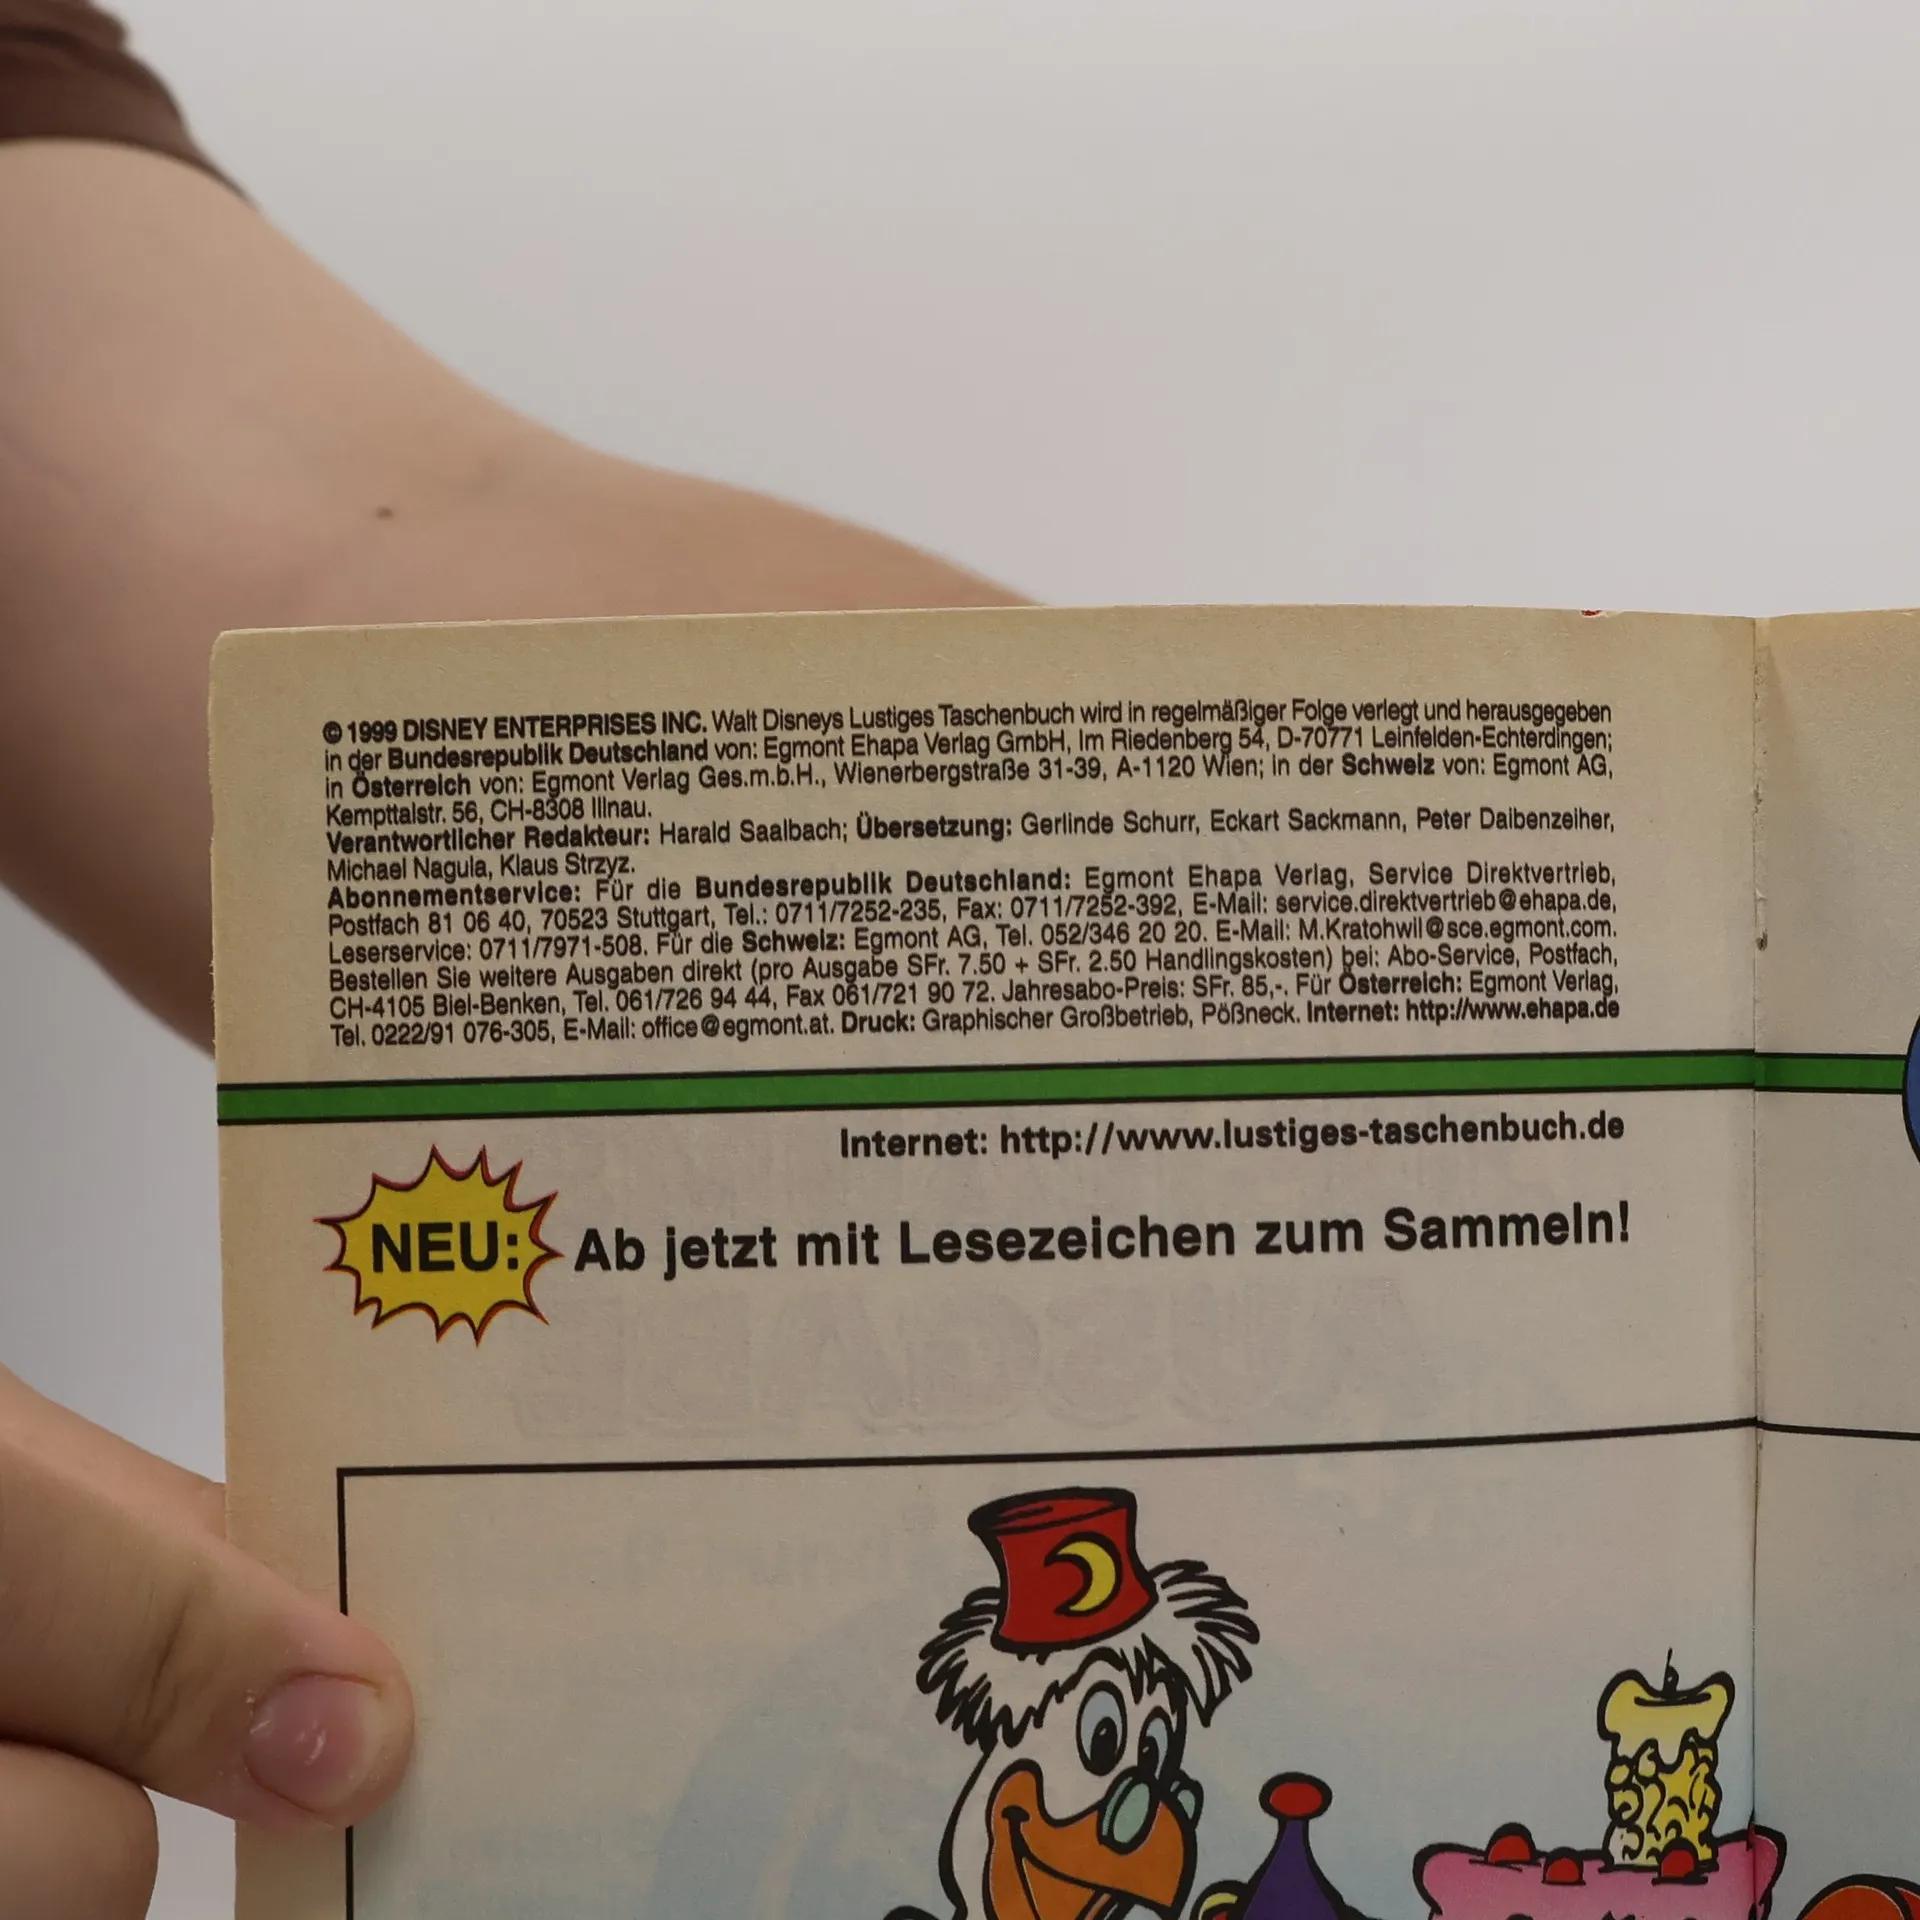 © 1999 DISNEY ENTERPRISES INC. Walt Disneys Lustiges Taschenbuch wird in regelmäßiger Folge verlegt und herausgegeben
in der Bundesrepublik Deutschland von: Egmont Ehapa Verlag GmbH, Im Riedenberg 54, D-70771 Leinfelden-Echterdingen;
in Österreich von: Egmont Verlag Ges.m.b.H., Wienerbergstraße 31-39, A-1120 Wien; in der Schweiz von: Egmont AG,
Kempttalstr. 56, CH-8308 Illnau.
Verantwortlicher Redakteur: Harald Saalbach; Übersetzung: Gerlinde Schurr, Eckart Sackmann, Peter Daibenzeiher,
Michael Nagula, Klaus Strzyz.
Abonnementservice: Für die Bundesrepublik Deutschland: Egmont Ehapa Verlag, Service Direktvertrieb,
Postfach 81 06 40, 70523 Stuttgart, Tel.: 0711/7252-235, Fax: 0711/7252-392, E-Mail: service.direktvertrieb@ehapa.de,
Leserservice: 0711/7971-508. Für die Schweiz: Egmont AG, Tel. 052/346 20 20. E-Mail: M.Kratohwil@sce.egmont.com.
Bestellen Sie weitere Ausgaben direkt (pro Ausgabe SFr. 7.50 + SFr. 2.50 Handlingskosten) bei: Abo-Service, Postfach,
CH-4105 Biel-Benken, Tel. 061/726 94 44, Fax 061/721 90 72. Jahresabo-Preis: SFr. 85,-. Für Österreich: Egmont Verlag,
Tel. 0222/91 076-305, E-Mail: office@egmont.at. Druck: Graphischer Großbetrieb, Pößneck. Internet: http://www.ehapa.de
Internet: http://www.lustiges-taschenbuch.de
NEU: Ab jetzt mit Lesezeichen zum Sammeln!